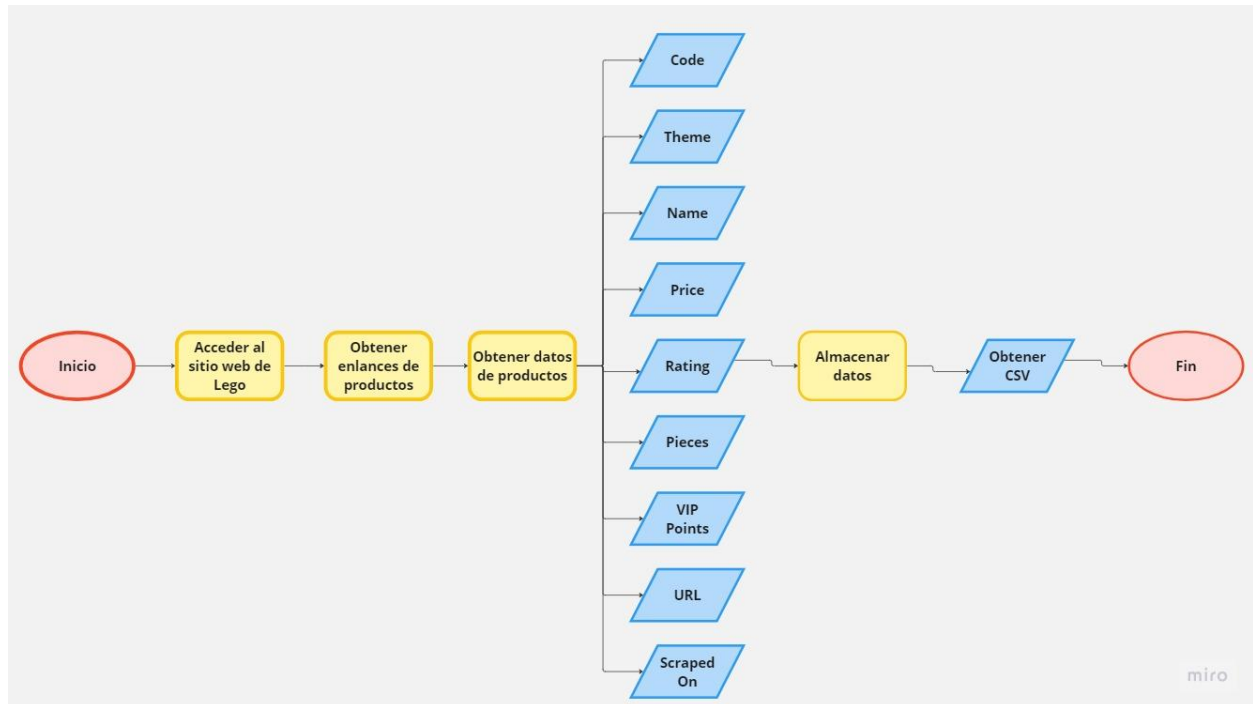 Inicio
Acceder al
sitio web de
Lego
Obtener
enlances de
productos
Obtener datos
de productos
Code
Theme
Name
Price
Rating
Pieces
VIP
Points
URL
Scraped
On
Almacenar
datos
Obtener
CSV
Fin
miro